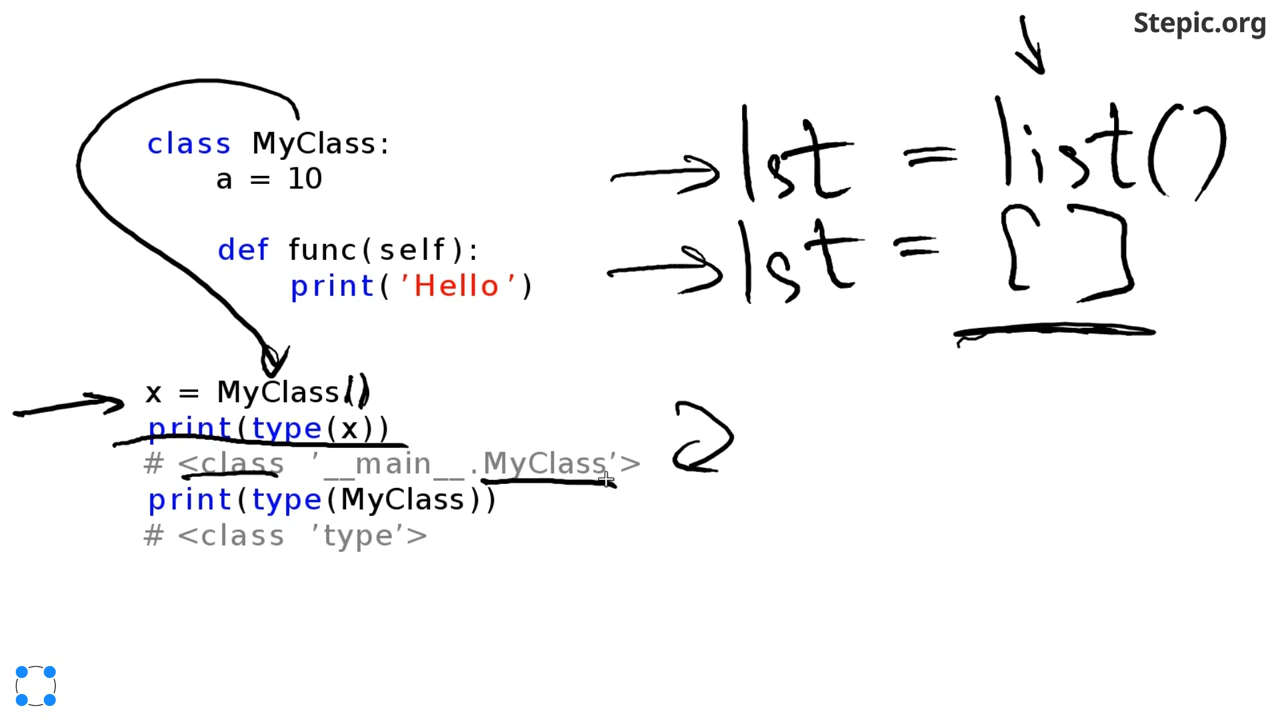 Stepic.org
class MyClass:
a = 10
def func(self):
print('Hello')
x = MyClass()
print(type(x))
# <class '__main__.MyClass'>
print(type(MyClass))
# <class 'type'>
lst = list()
lst = []